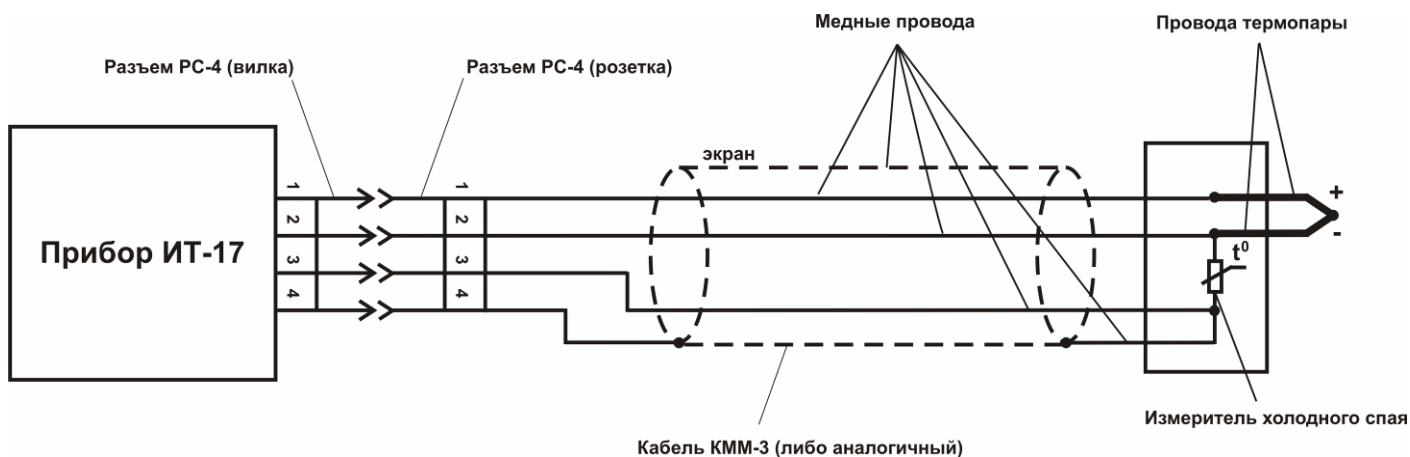 Медные провода
Провода термопары
Разъем РС-4 (вилка)
Разъем РС-4 (розетка)
экран
1
1
2
2
3
3
4
4
Прибор ИТ-17
+
-
t⁰
Измеритель холодного спая
Кабель КММ-3 (либо аналогичный)